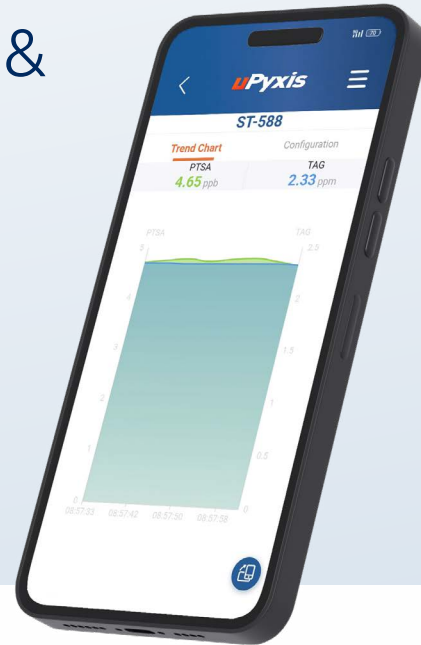 &
70
uPyxis
ST-588
Trend Chart Configuration
PTSA TAG
4.65 ppb 2.33 ppm
PTSA TAG
5 2.5
4 2
3 1.5
2 1
1 0.5
0 0
08:57:33 08:57:42 08:57:50 08:57:58